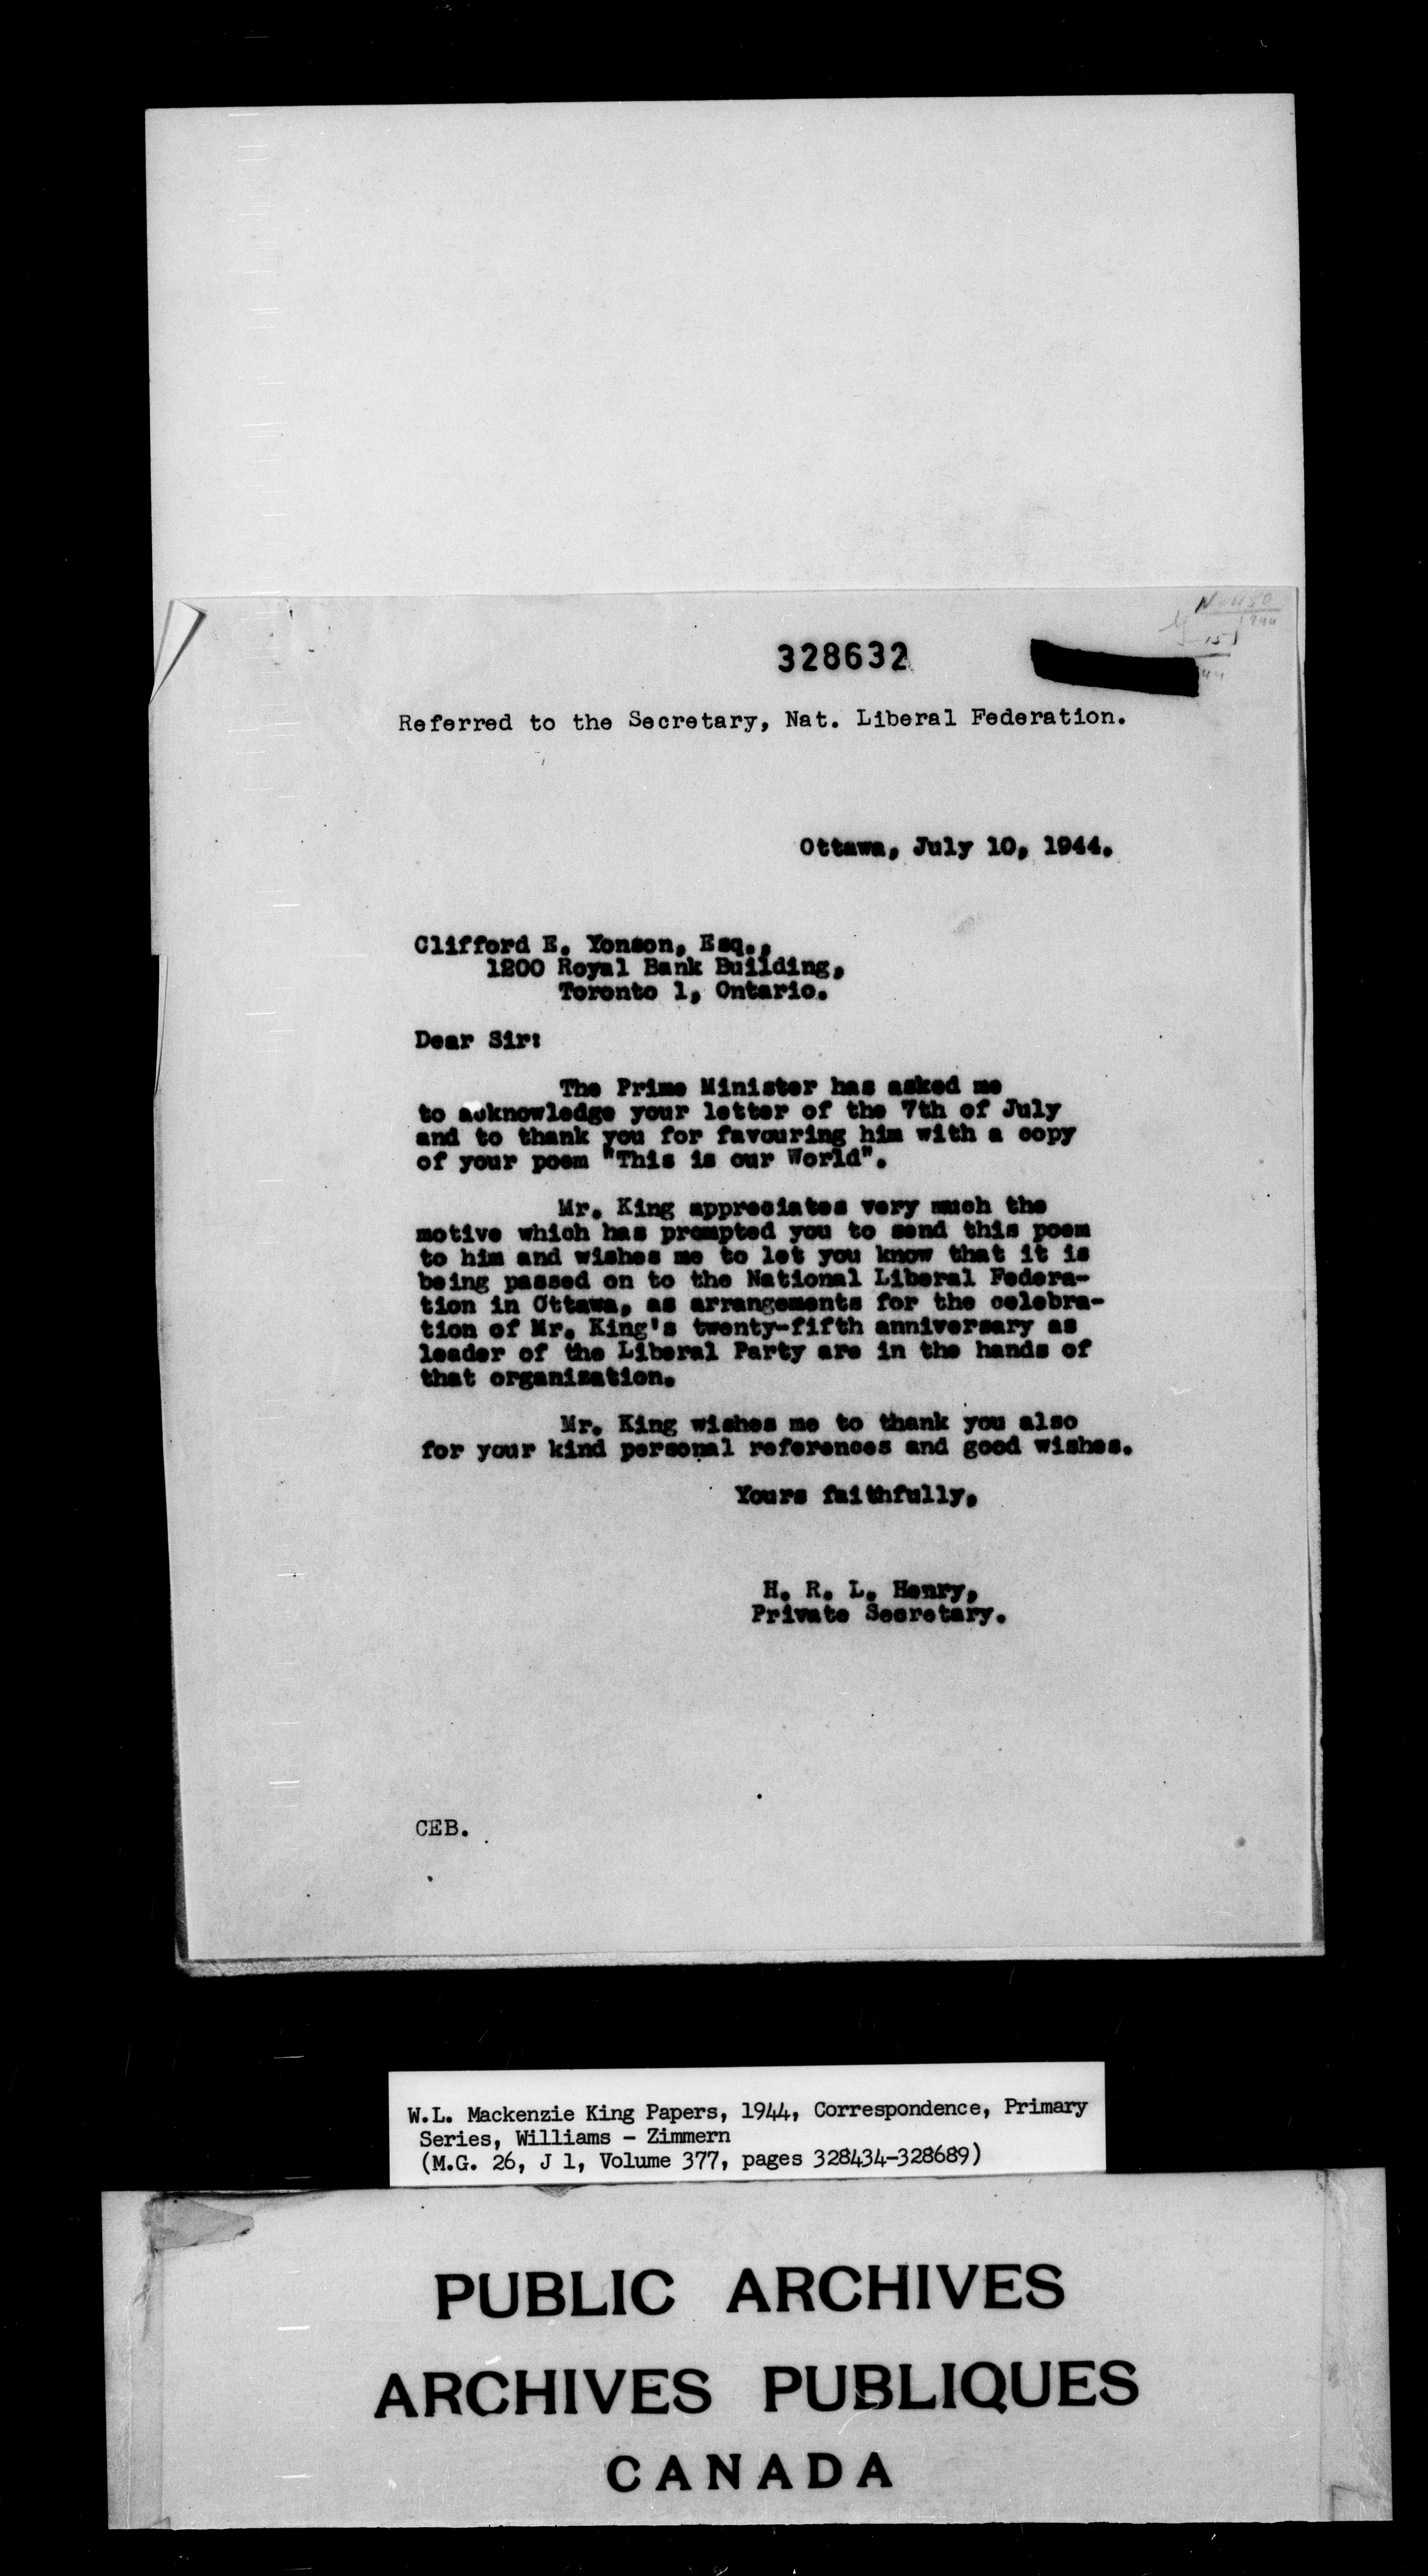 328632
Referred to the Secretary, Nat. Liberal Federation.
Ottawa, July 10, 1944.
Clifford E. Yonson, Esq.,
1200 Royal Bank Building,
Toronto 1, Ontario.
Dear Sir:
The Prime Minister has asked me
to acknowledge your letter of the 7th of July
and to thank you for favouring him with a copy
of your poem "This is our World".
Mr. King appreciates very much the
motive which has prompted you to send this poem
to him and wishes me to let you know that it is
being passed on to the National Liberal Federa-
tion in Ottawa, as arrangements for the celebra-
tion of Mr. King's twenty-fifth anniversary as
leader of the Liberal Party are in the hands of
that organization.
Mr. King wishes me to thank you also
for your kind personal references and good wishes.
Yours faithfully,
H. R. L. Henry,
Private Secretary.
CEB.
W.L. Mackenzie King Papers, 1944, Correspondence, Primary
Series, Williams - Zimmern
(M.G. 26, J 1, Volume 377, pages 328434-328689)
PUBLIC ARCHIVES
ARCHIVES PUBLIQUES
CANADA